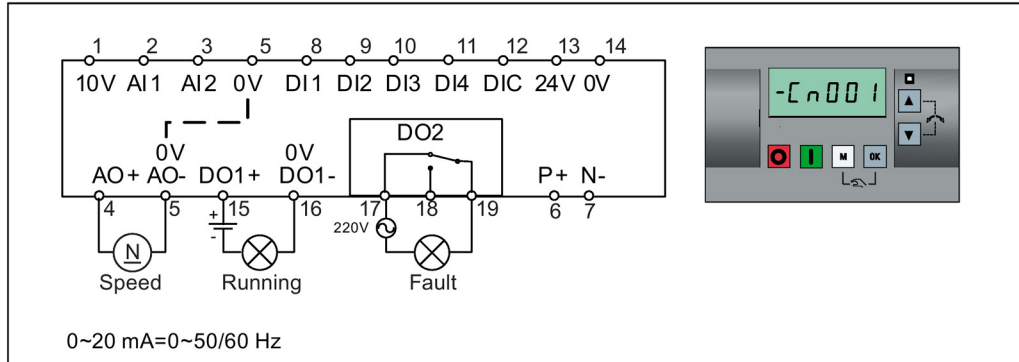 1 2 3 5 8 9 10 11 12 13 14
10V AI1 AI2 0V DI1 DI2 DI3 DI4 DIC 24V 0V
-Cn001
DO2
0V 0V
AO+ AO- DO1+ DO1- P+ N-
M OK
4 5 15 16 17 18 19 6 7
+
-
220V
N
Speed Running Fault
0~20 mA=0~50/60 Hz